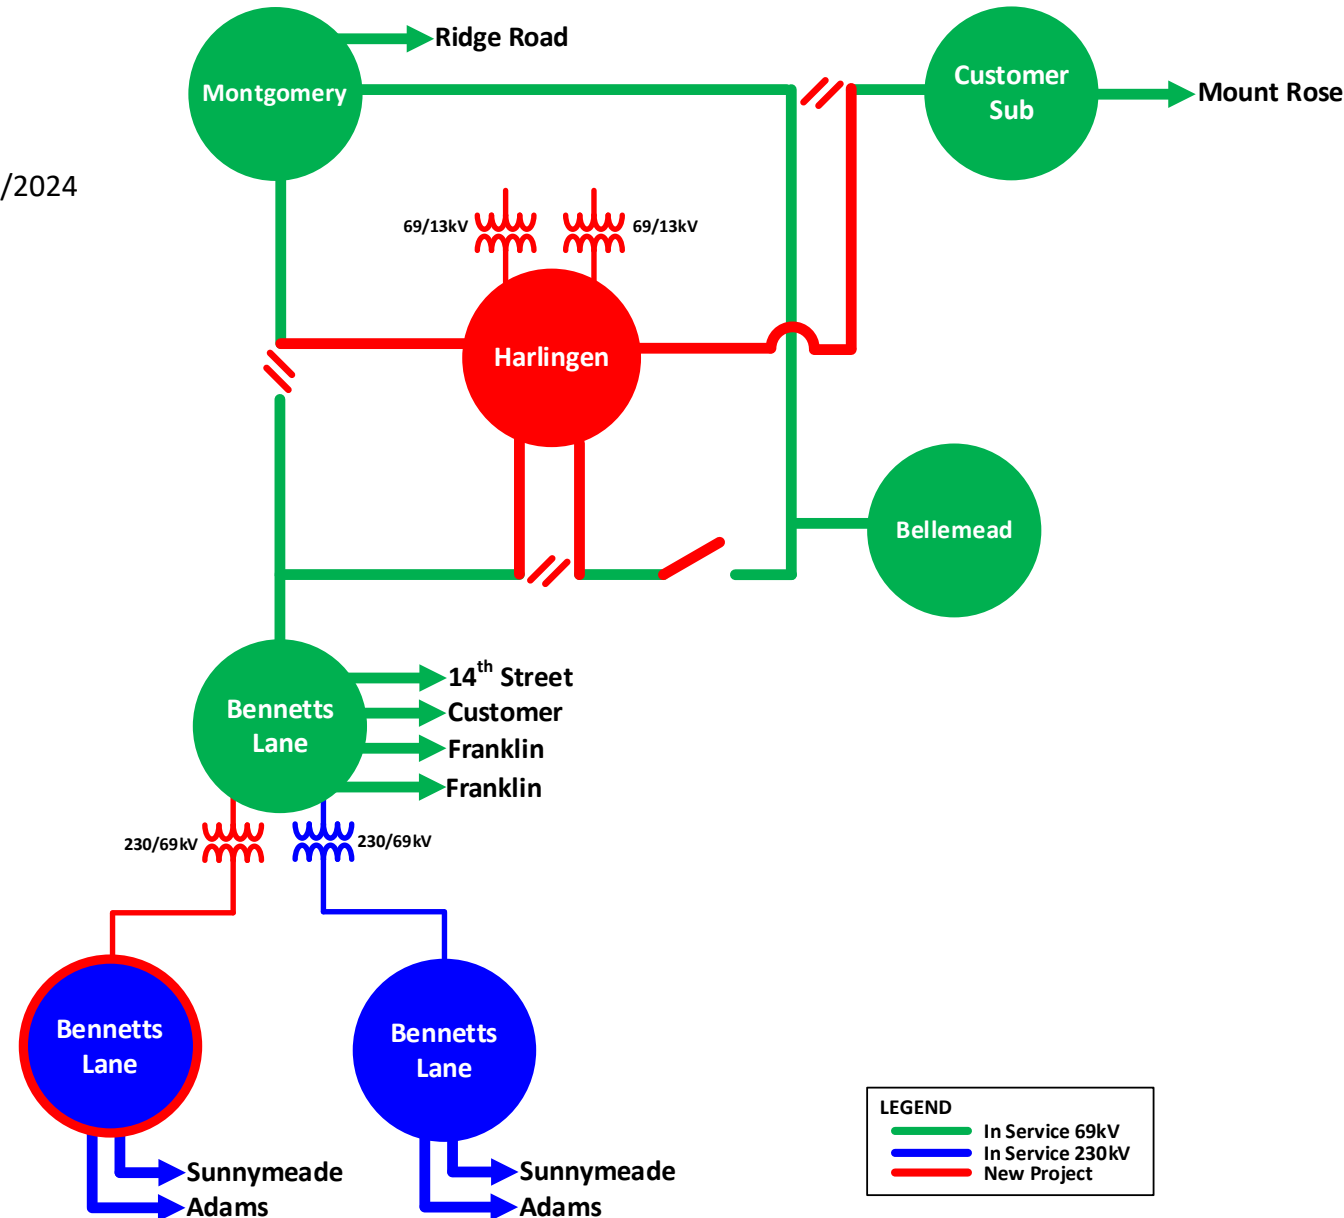 Ridge Road
Montgomery
Customer
Sub
Mount Rose
/2024
69/13kV
69/13kV
Harlingen
Bellemead
14th Street
Bennetts
Lane
Customer
Franklin
Franklin
230/69kV
230/69kV
Bennetts
Lane
Bennetts
Lane
Sunnymeade
Adams
Sunnymeade
Adams
LEGEND
In Service 69kV
In Service 230kV
New Project